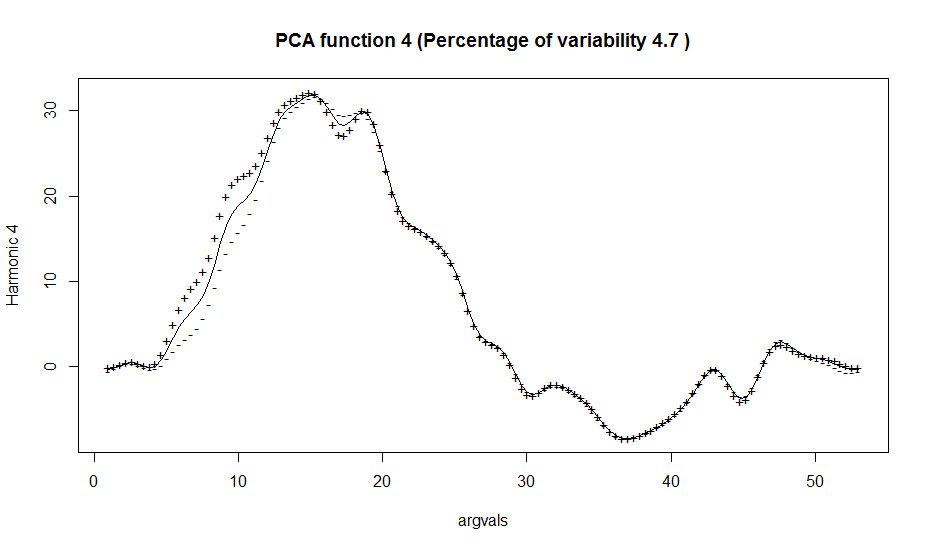 PCA function 4 (Percentage of variability 4.7 )
Harmonic 4
30
20
10
0
0 10 20 30 40 50
argvals